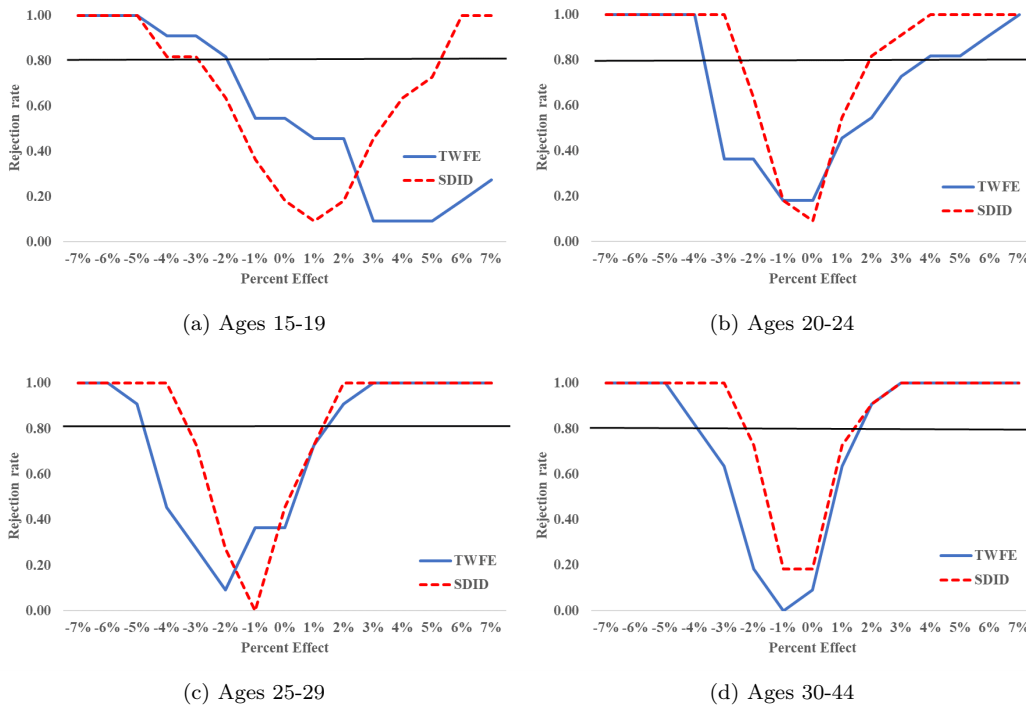 1.00
0.80
0.60
0.40
0.20
0.00
Rejection rate
TWFE
SDID
-7% -6% -5% -4% -3% -2% -1% 0% 1% 2% 3% 4% 5% 6% 7%
Percent Effect
(a) Ages 15-19
1.00
0.80
0.60
0.40
0.20
0.00
Rejection rate
TWFE
SDID
-7% -6% -5% -4% -3% -2% -1% 0% 1% 2% 3% 4% 5% 6% 7%
Percent Effect
(b) Ages 20-24
1.00
0.80
0.60
0.40
0.20
0.00
Rejection rate
TWFE
SDID
-7% -6% -5% -4% -3% -2% -1% 0% 1% 2% 3% 4% 5% 6% 7%
Percent Effect
(c) Ages 25-29
1.00
0.80
0.60
0.40
0.20
0.00
Rejection rate
TWFE
SDID
-7% -6% -5% -4% -3% -2% -1% 0% 1% 2% 3% 4% 5% 6% 7%
Percent Effect
(d) Ages 30-44